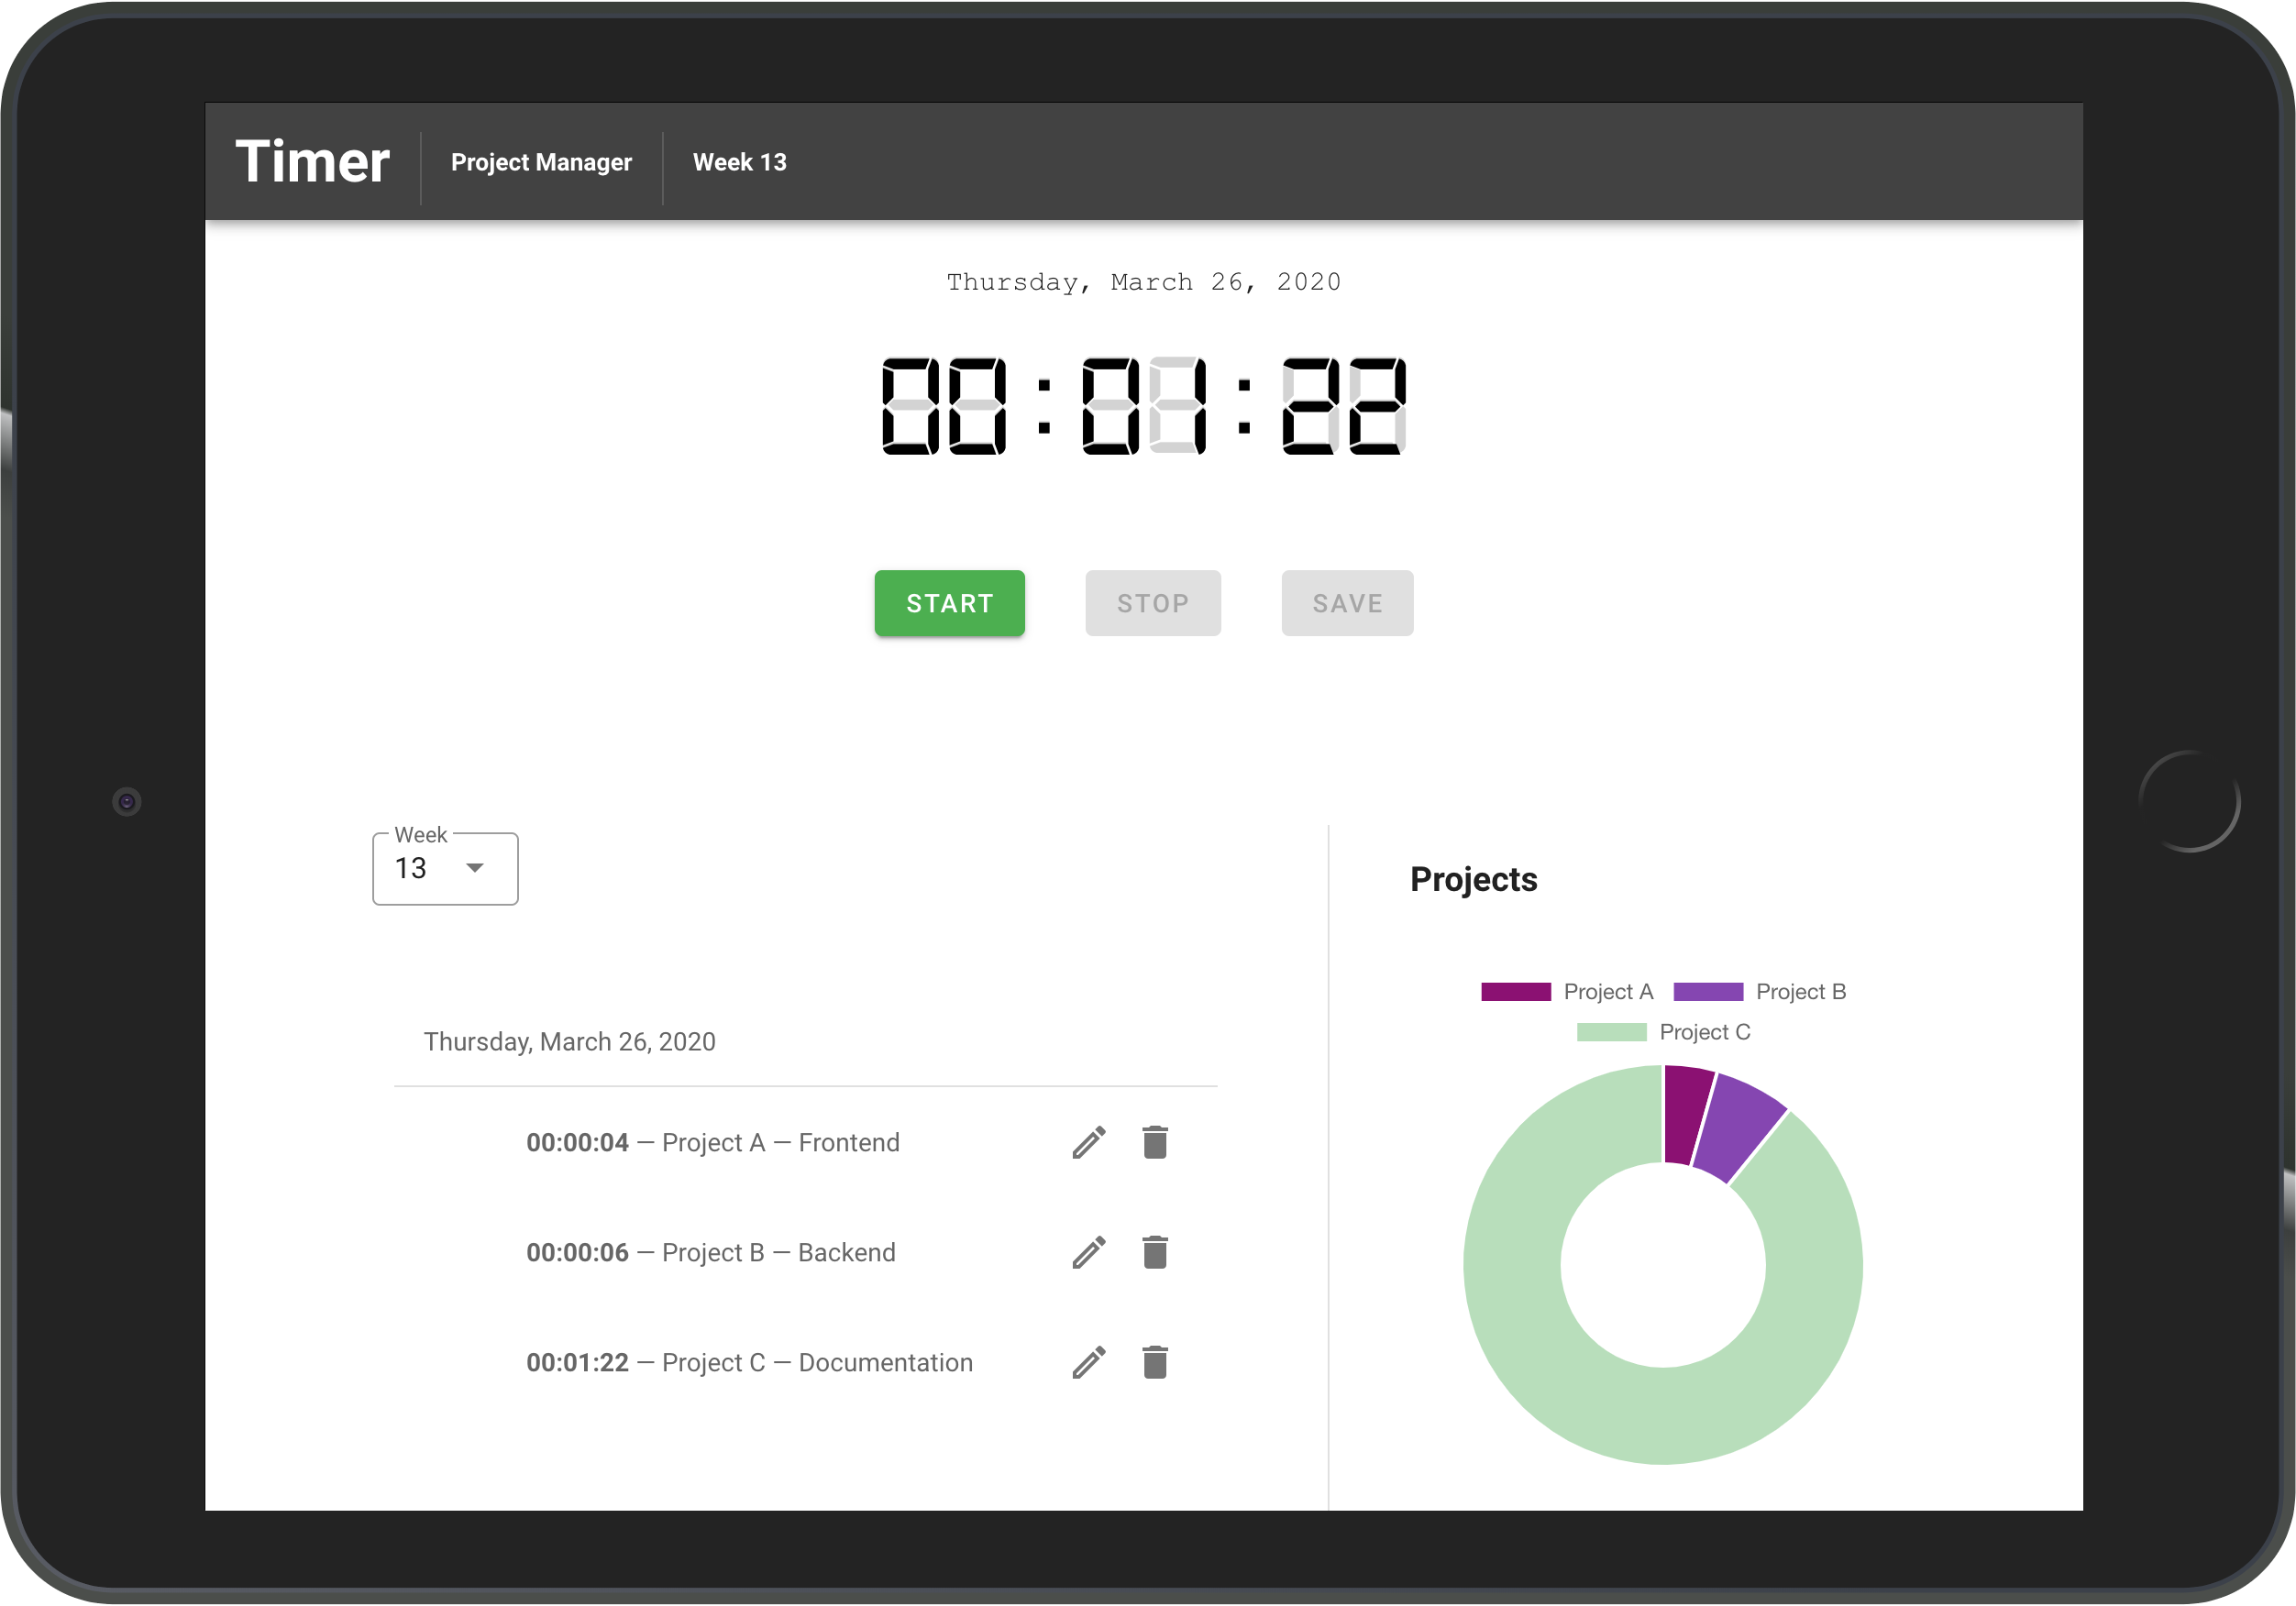 Timer Project Manager Week 13
Thursday, March 26, 2020
00:01:22
START STOP SAVE
Week
13
Thursday, March 26, 2020
00:00:04 — Project A — Frontend
00:00:06 — Project B — Backend
00:01:22 — Project C — Documentation
Projects
Project A Project B
Project C